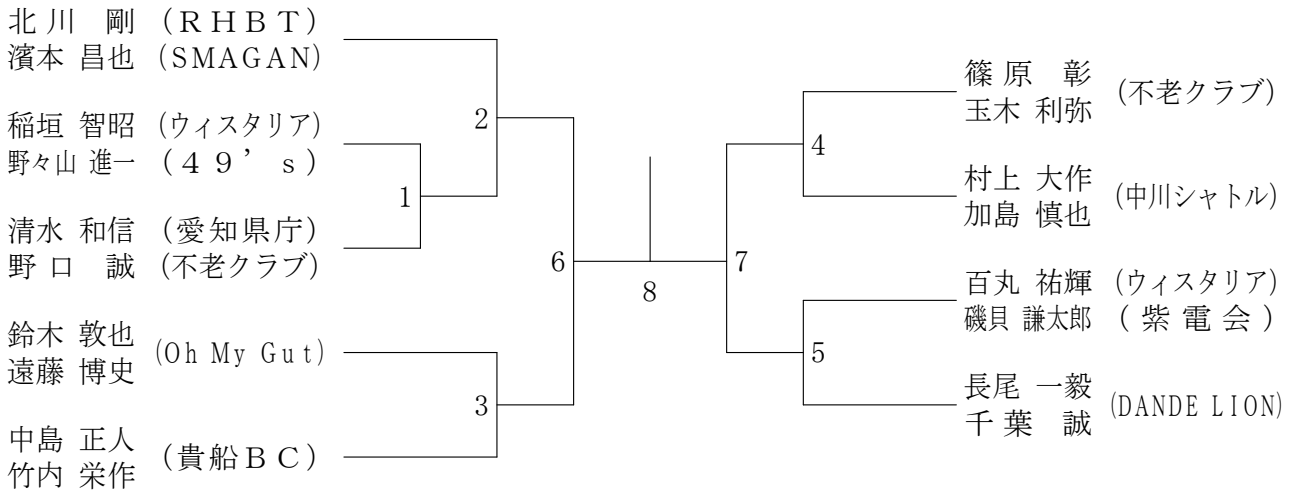 北川 剛 (ＲＨＢＴ)
濱本 昌也 (SMAGAN)
稲垣 智昭 (ウィスタリア)
野々山 進一 (４９’ｓ)
清水 和信 (愛知県庁)
野口 誠 (不老クラブ)
鈴木 敦也
遠藤 博史 (Oh My Gut)
中島 正人
竹内 栄作 (貴船ＢＣ)
1
2
3
6
8
7
4
5
篠原 彰
玉木 利弥 (不老クラブ)
村上 大作
加島 慎也 (中川シャトル)
百丸 祐輝 (ウィスタリア)
磯貝 謙太郎 (紫電会)
長尾 一毅
千葉 誠 (DANDE LION)